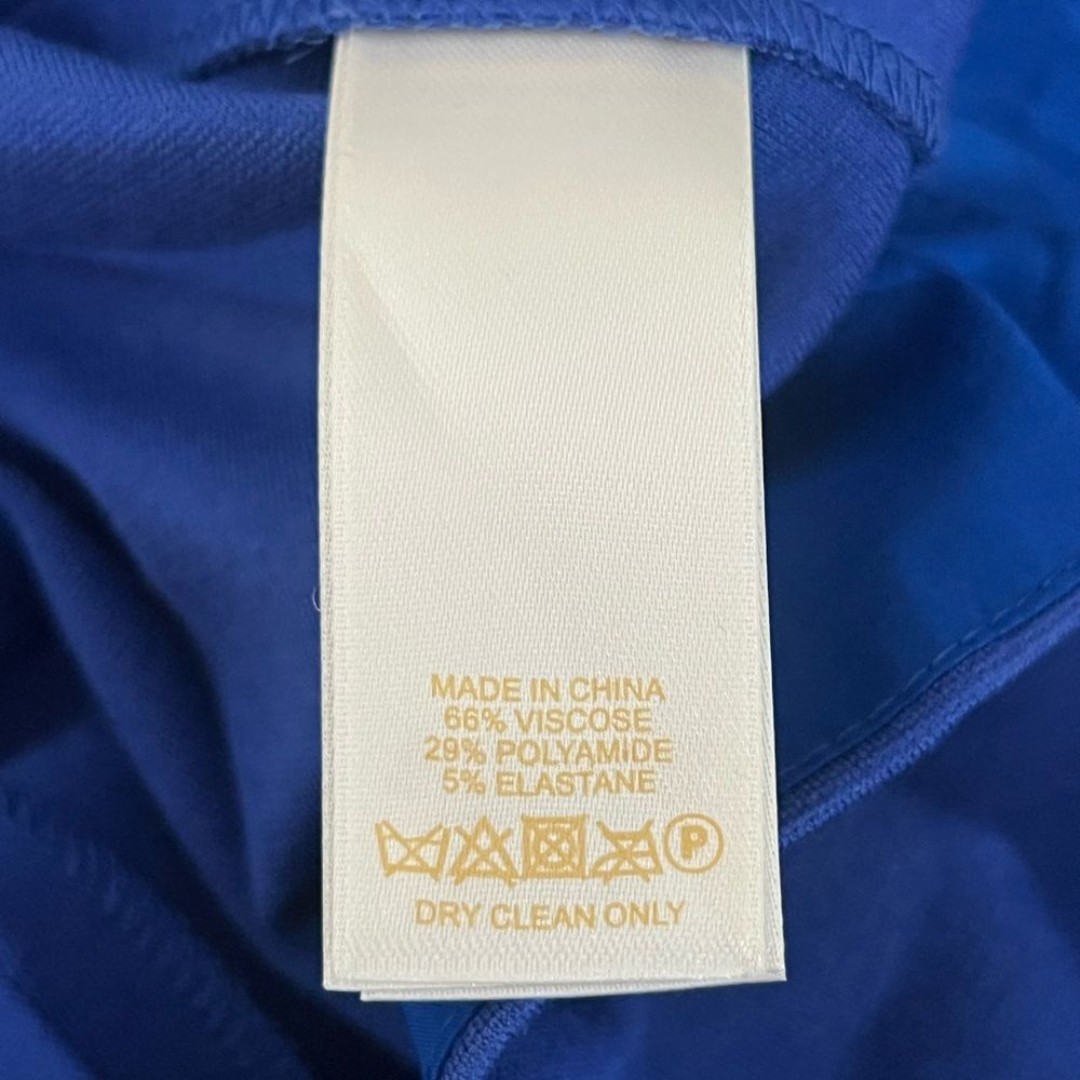 MADE IN CHINA
66% VISCOSE
29% POLYAMIDE
5% ELASTANE
P
DRY CLEAN ONLY